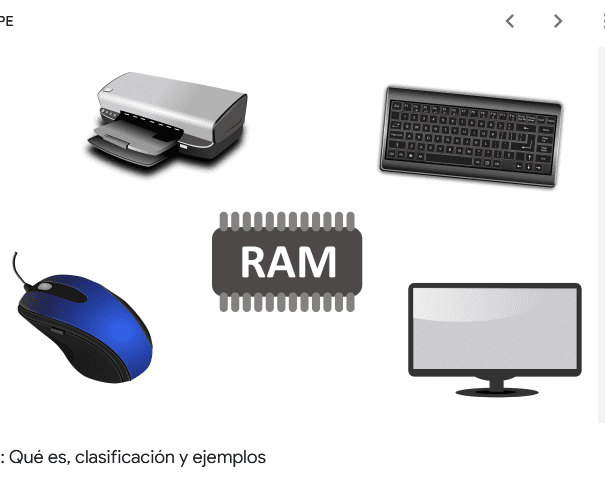 PE
RAM
: Qué es, clasificación y ejemplos